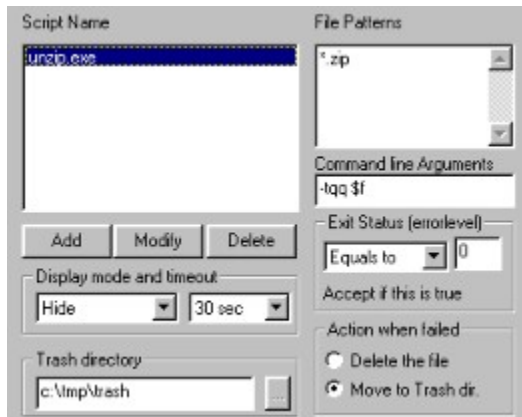 Script Name
unzip.exe
Add
Modify
Delete
Display mode and timeout
Hide
30 sec
Trash directory
c:\tmp\trash
...
File Patterns
*.zip
Command line Arguments
-tqq $f
Exit Status (errorlevel)
Equals to
0
Accept if this is true
Action when failed
Delete the file
Move to Trash dir.